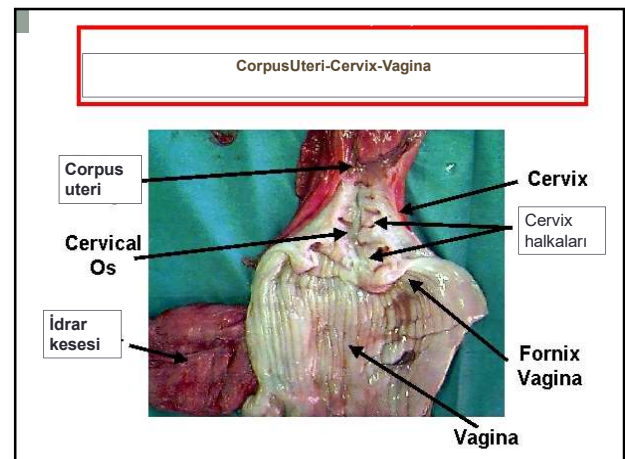 CorpusUteri-Cervix-Vagina
Corpus
uteri
Cervix
Cervix
halkaları
Cervical
Os
İdrar
kesesi
Fornix
Vagina
Vagina